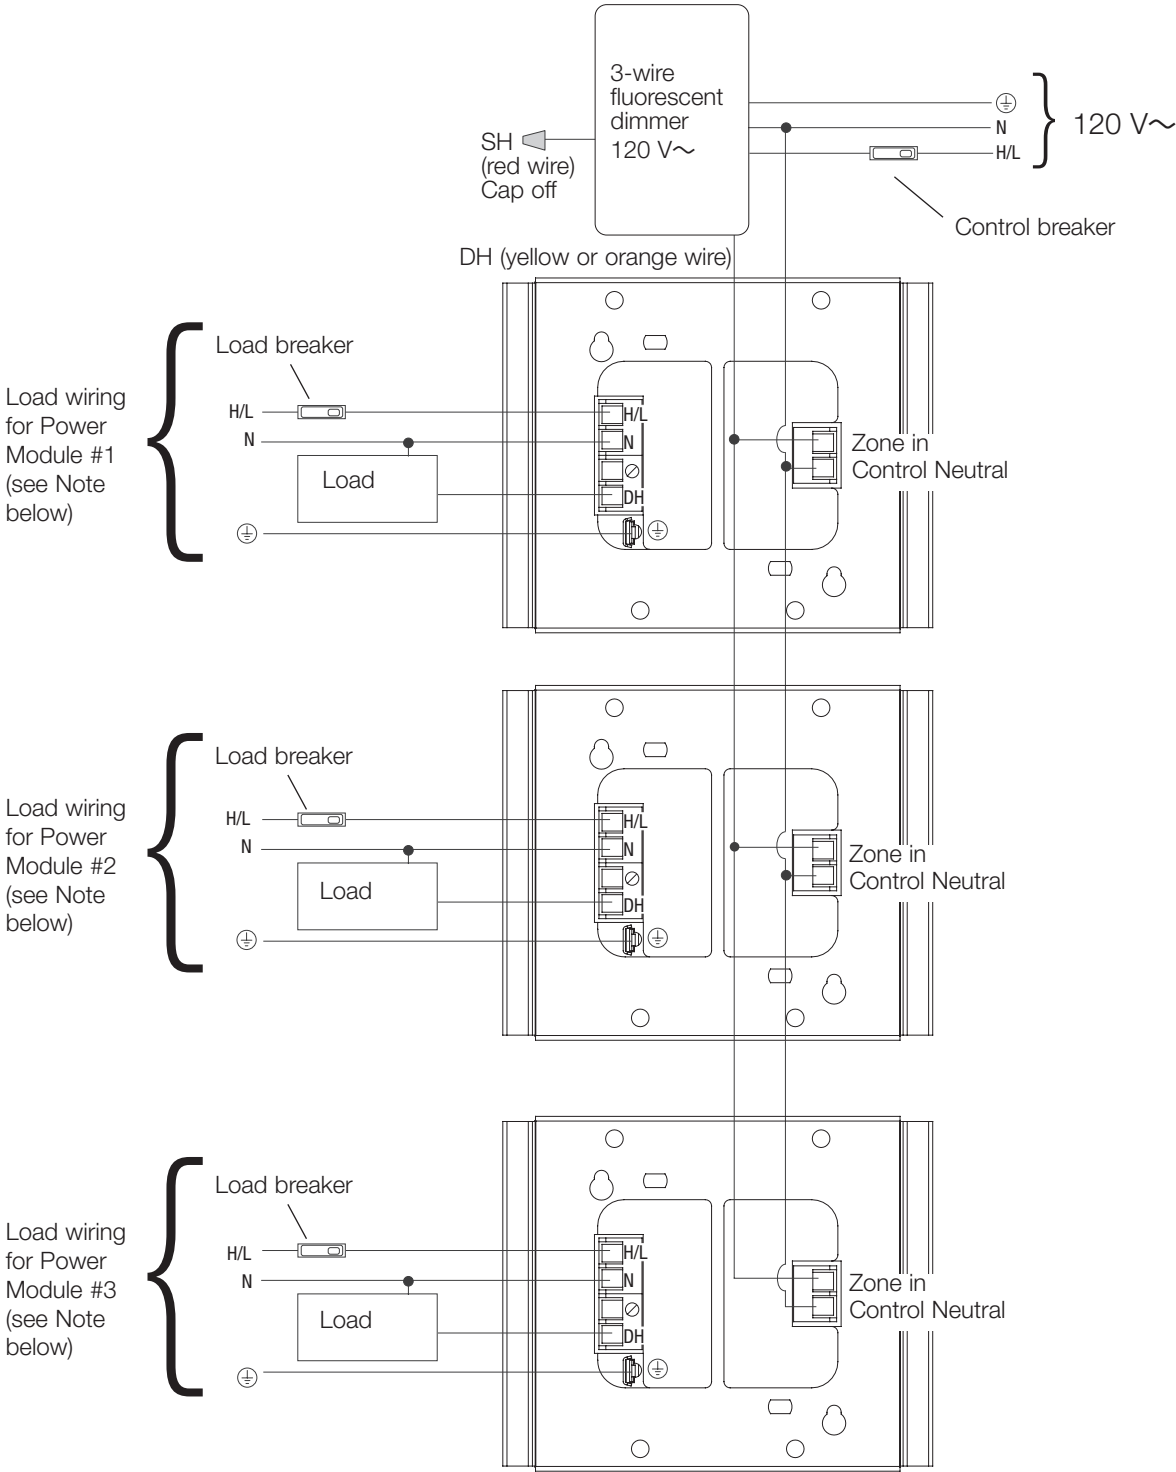 3-wire
fluorescent
dimmer
120 V~
SH
(red wire)
Cap off
N
H/L
120 V~
Control breaker
DH (yellow or orange wire)
Load wiring
for Power
Module #1
(see Note
below)
Load breaker
H/L
N
Load
H/L
N
DH
Zone in
Control Neutral
Load wiring
for Power
Module #2
(see Note
below)
Load breaker
H/L
N
Load
H/L
N
DH
Zone in
Control Neutral
Load wiring
for Power
Module #3
(see Note
below)
Load breaker
H/L
N
Load
H/L
N
DH
Zone in
Control Neutral